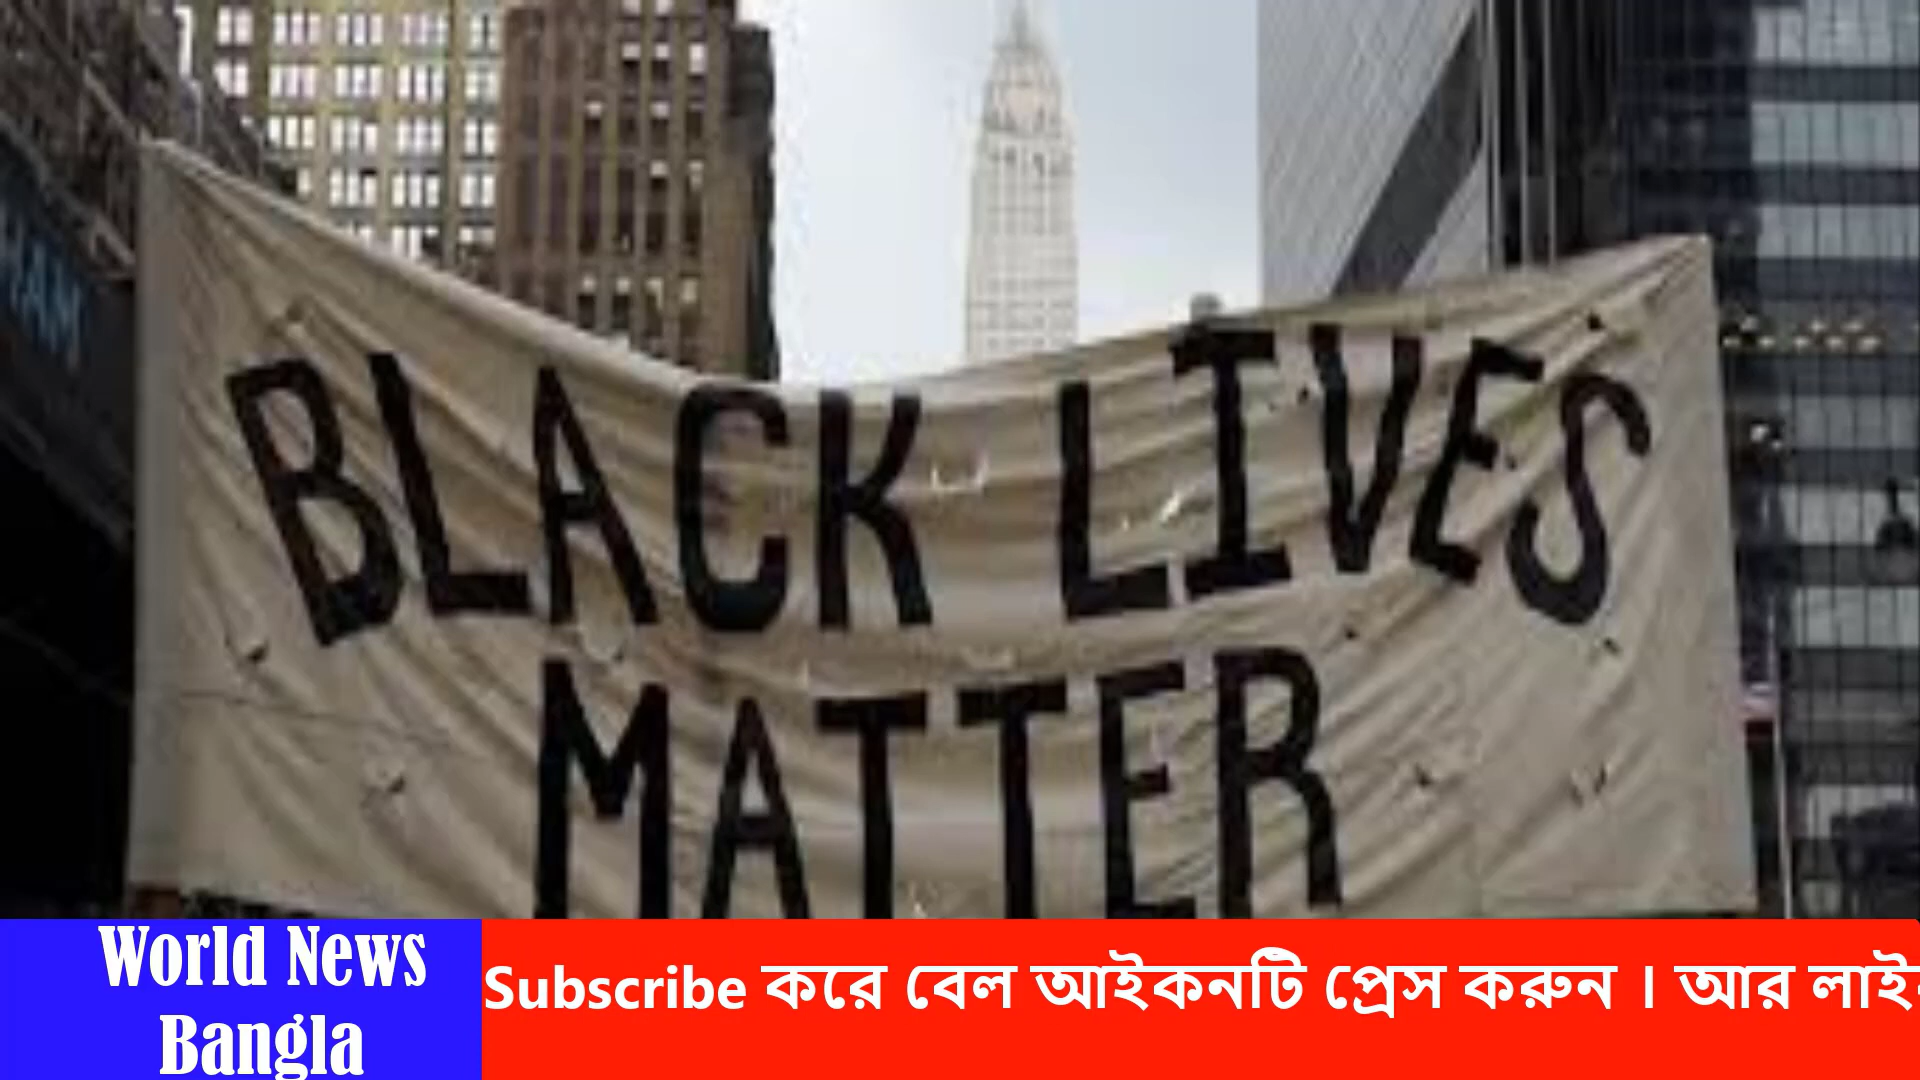 BLACK LIVES
MATTER
World News
Bangla
Subscribe করে বেল আইকনটি প্রেস করুন । আর লাই